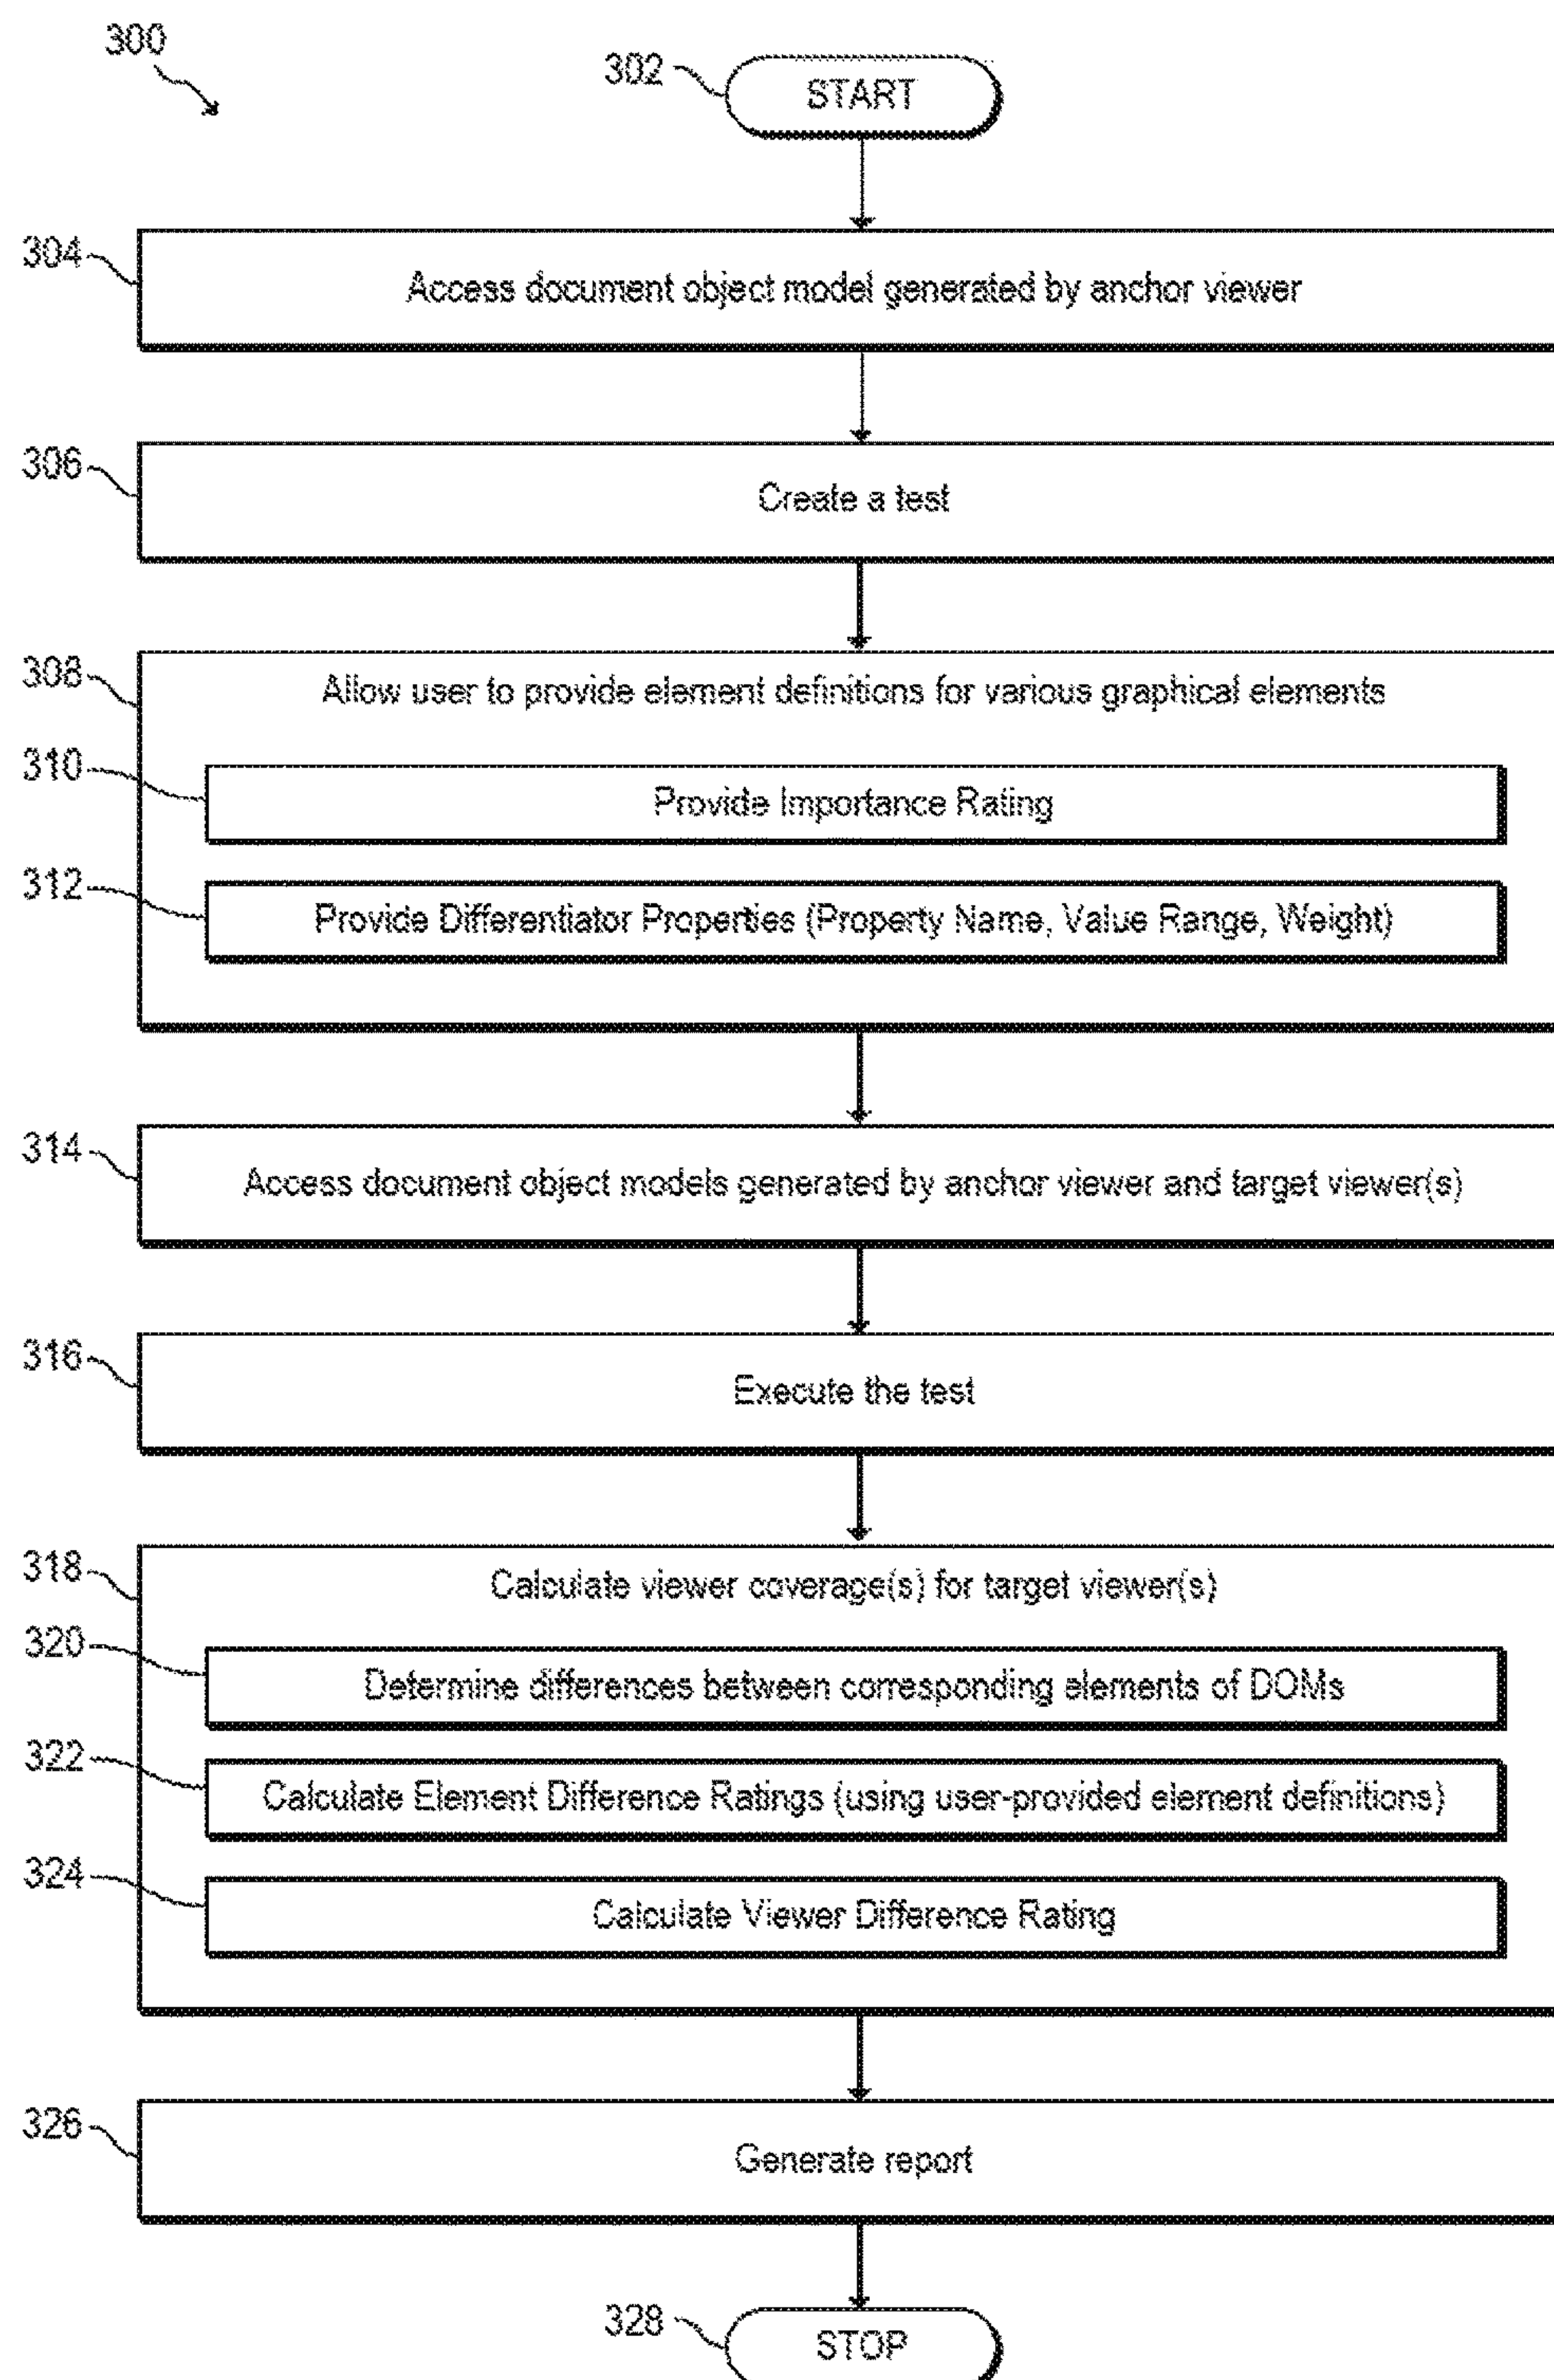 300
302
START
304
Access document object model generated by anchor viewer
306
Create a test
308
Allow user to provide element definitions for various graphical elements
310
Provide Importance Rating
312
Provide Differentiator Properties (Property Name, Value Range, Weight)
314
Access document object models generated by anchor viewer and target viewer(s)
316
Execute the test
318
Calculate viewer coverage(s) for target viewer(s)
320
Determine differences between corresponding elements of DOMs
322
Calculate Element Difference Ratings (using user-provided element definitions)
324
Calculate Viewer Difference Rating
326
Generate report
328
STOP